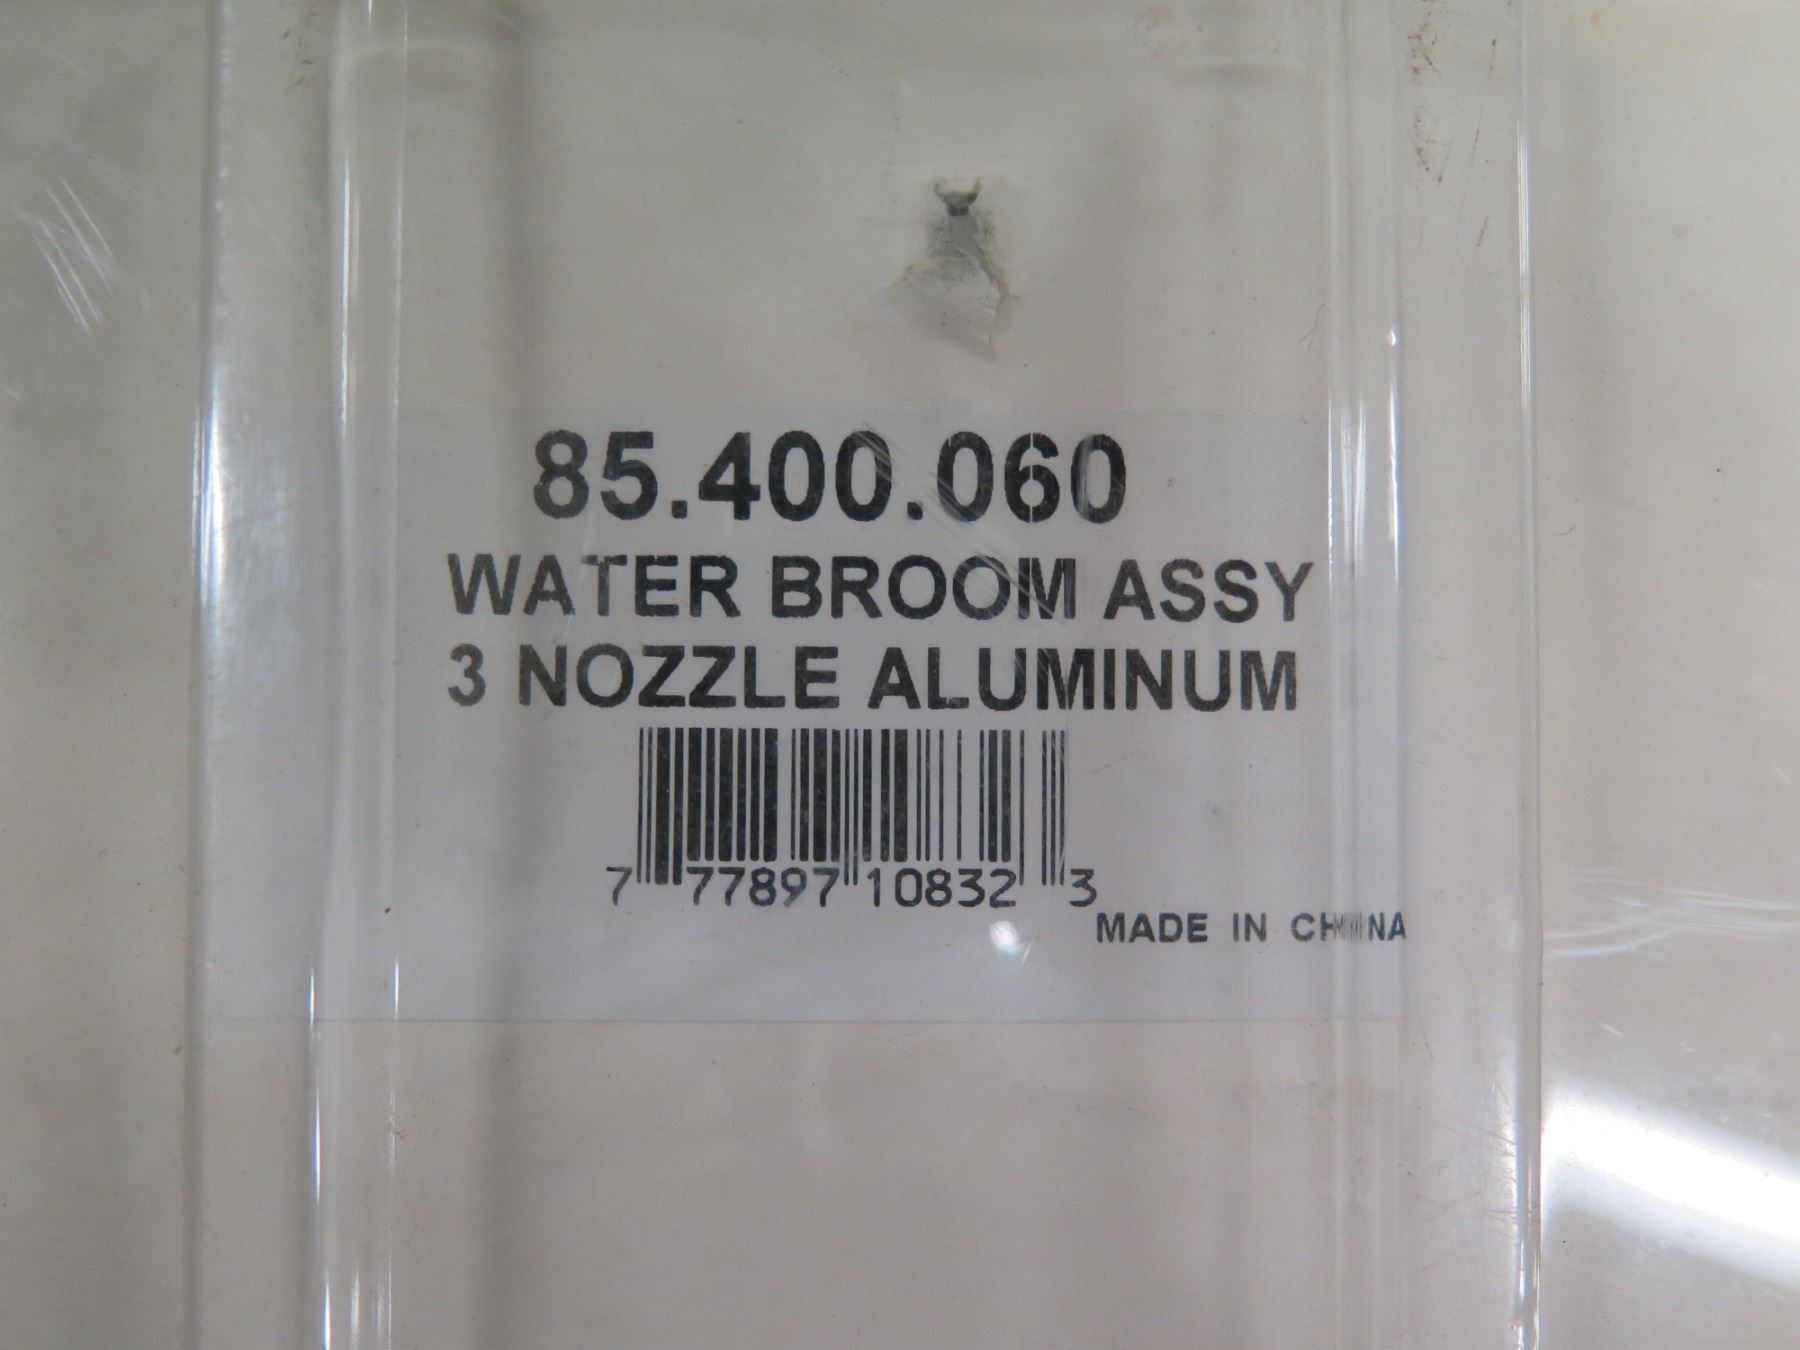 85.400.060
WATER BROOM ASSY
3 NOZZLE ALUMINUM
7 77897 10832 3
MADE IN CHINA